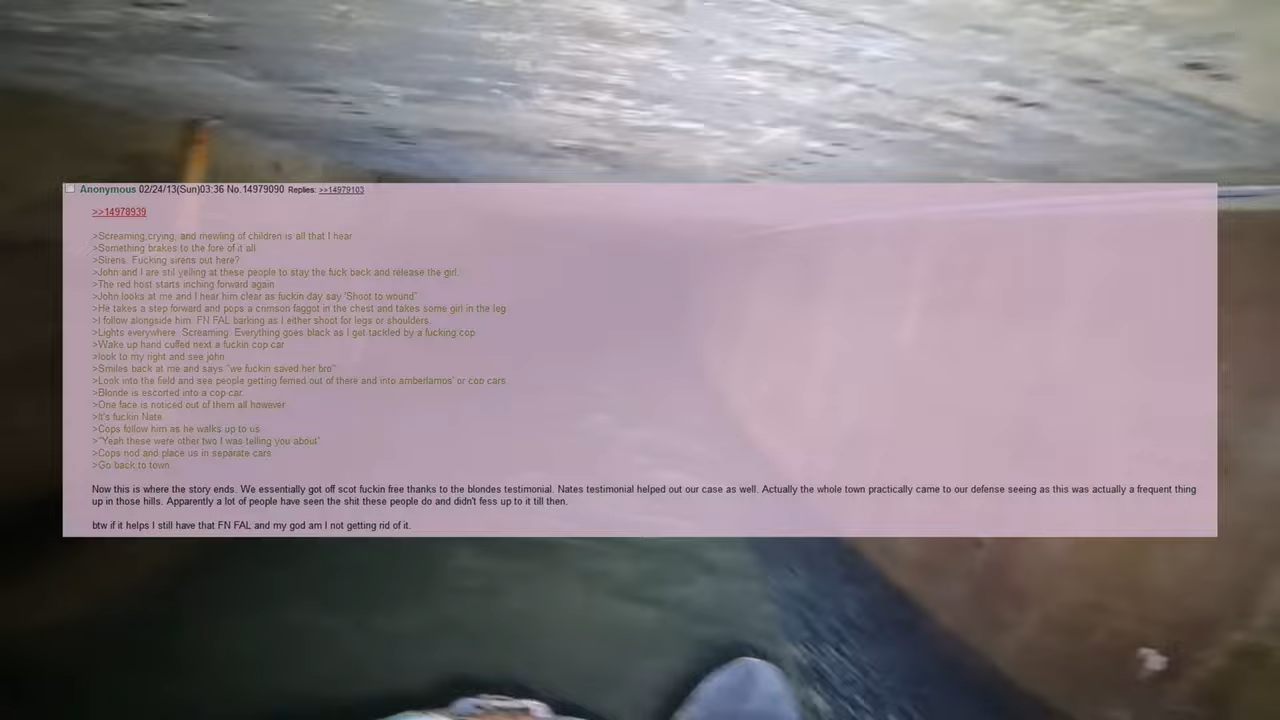 Anonymous 02/24/13(Sun)03:36 No.14979090 Replies: >>14979103
>>14978939
>Screaming,crying, and mewling of children is all that I hear
>Something brakes to the fore of it all
>Sirens. Fucking sirens out here?
>John and I are stil yelling at these people to stay the fuck back and release the girl.
>The red host starts inching forward again
>John looks at me and I hear him clear as fuckin day say 'Shoot to wound"
>He takes a step forward and pops a crimson faggot in the chest and takes some girl in the leg
>I follow alongside him. FN FAL barking as I either shoot for legs or shoulders.
>Lights everywhere. Screaming. Everything goes black as I get tackled by a fucking cop
>Wake up hand cuffed next a fuckin cop car
>look to my right and see john
>Smiles back at me and says "we fuckin saved her bro"
>Look into the field and see people getting ferried out of there and into amberlamps' or cop cars
>Blonde is escorted into a cop car.
>One face is noticed out of them all however
>It's fuckin Nate.
>Cops follow him as he walks up to us
>"Yeah these were other two I was telling you about"
>Cops nod and place us in separate cars
>Go back to town.
Now this is where the story ends. We essentially got off scot fuckin free thanks to the blondes testimonial. Nates testimonial helped out our case as well. Actually the whole town practically came to our defense seeing as this was actually a frequent thing
up in those hills. Apparently a lot of people have seen the shit these people do and didn't fess up to it till then.
btw if it helps I still have that FN FAL and my god am I not getting rid of it.